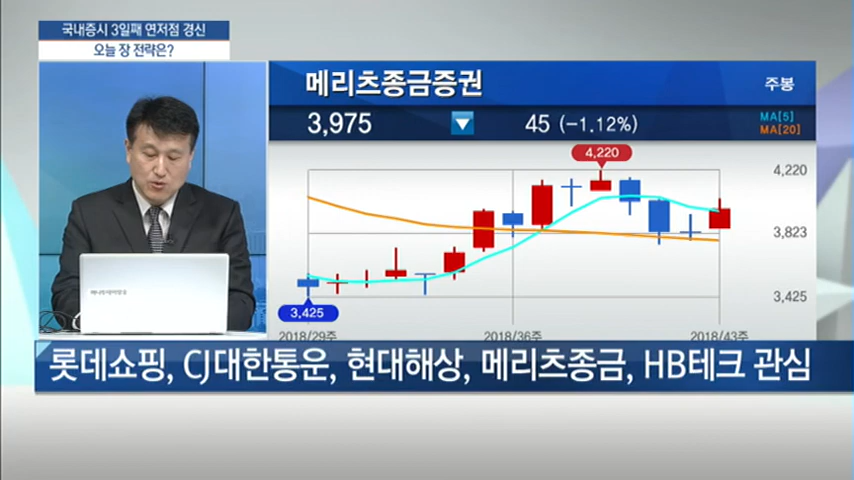 국내증시 3일째 연저점 경신
오늘 장 전략은?
메리츠종금증권
주봉
3,975 ▼ 45 (-1.12%)
MA[5]
MA[20]
4,220
4,220
3,823
3,425
3,425
2018/29주 2018/36주 2018/43주
롯데쇼핑, CJ대한통운, 현대해상, 메리츠종금, HB테크 관심